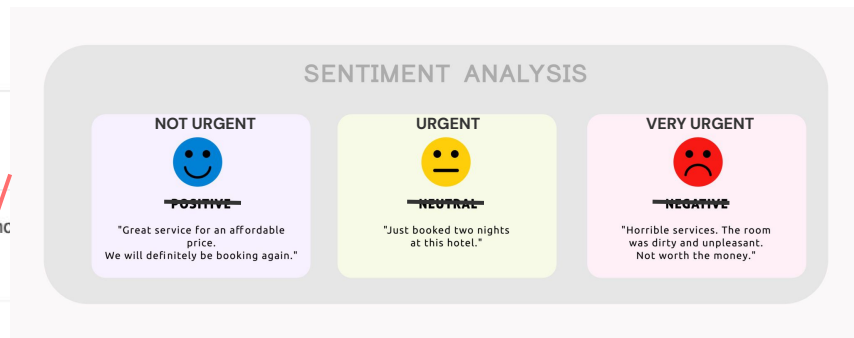 SENTIMENT ANALYSIS
NOT URGENT
POSITIVE
"Great service for an affordable
price.
We will definitely be booking again."
URGENT
NEUTRAL
"Just booked two nights
at this hotel."
VERY URGENT
NEGATIVE
"Horrible services. The room
was dirty and unpleasant.
Not worth the money."